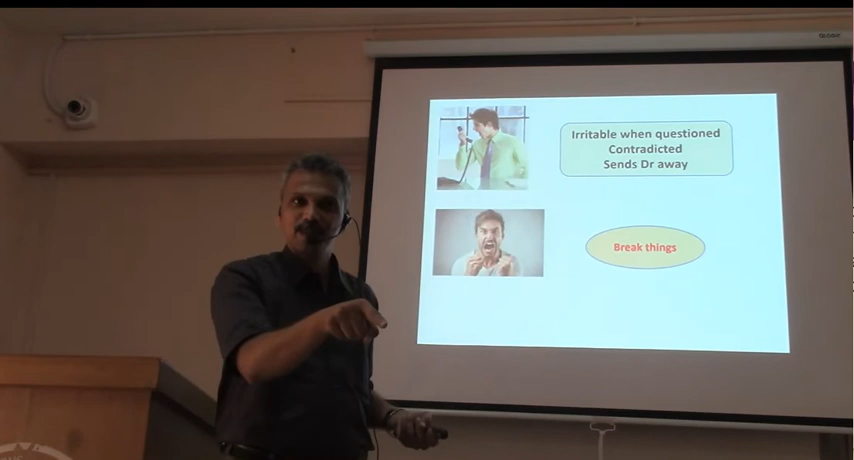 Irritable when questioned
Contradicted
Sends Dr away
Break things